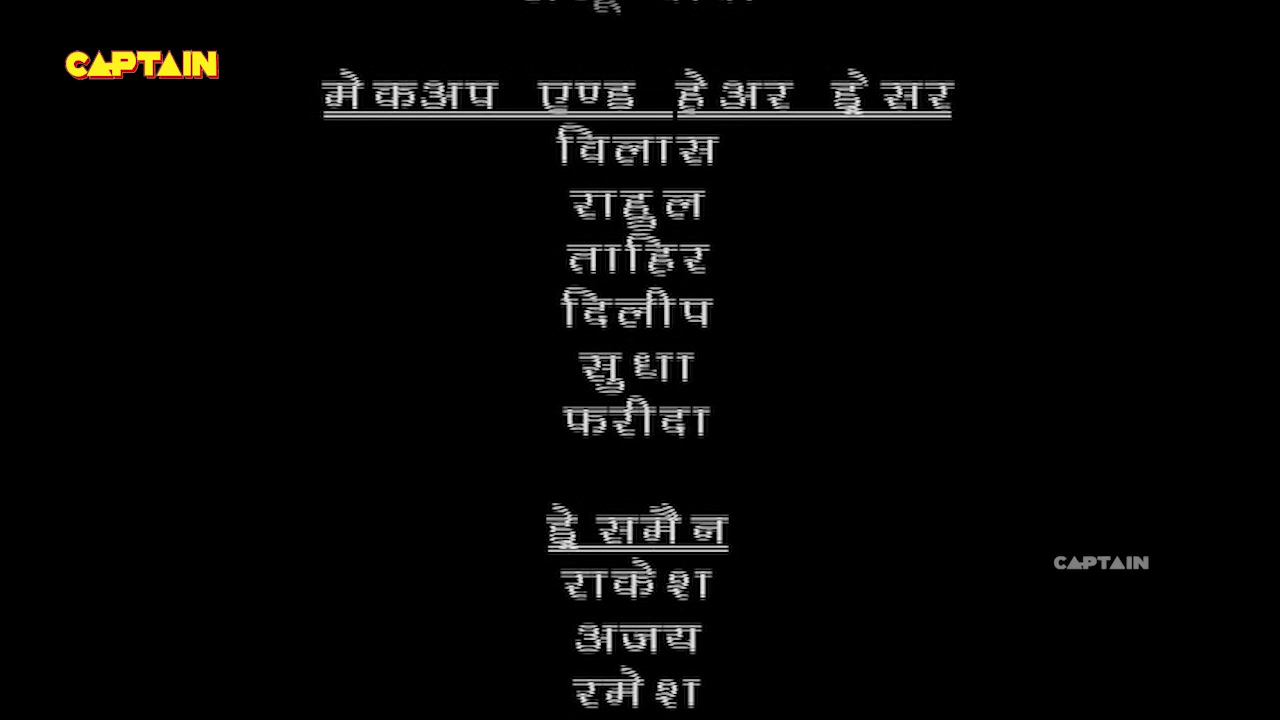 CAPTAIN
मेकअप एण्ड हेअर ड्रेसर
विलास
राहुल
ताहिर
दिलीप
सुधा
फरीदा
ड्रेसमैन
राकेश
CAPTAIN
अजय
रमेश